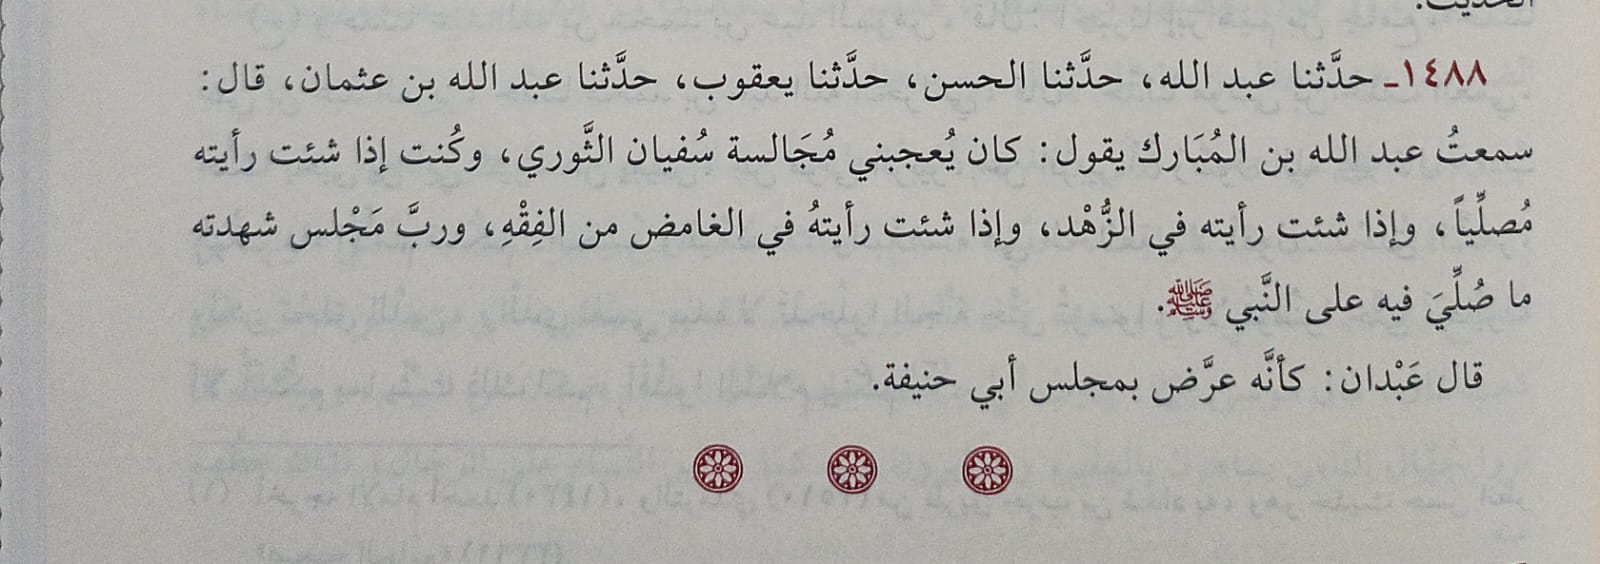 الحديث.
١٤٨٨ـ حدَّثنا عبد الله، حدَّثنا الحسن، حدَّثنا يعقوب، حدَّثنا عبد الله بن عثمان، قال:
سمعتُ عبد الله بن المُبَارك يقول: كان يُعجبني مُجَالسة سُفيان الثَّوري، وكُنت إذا شئت رأيته
مُصلِّياً، وإذا شئت رأيته في الزُّهْد، وإذا شئت رأيتهُ في الغامض من الفِقْهِ، وربَّ مَجْلس شهدته
ما صُلِّيَ فيه على النَّبي ﷺ.
قال عَبْدان: كأنَّه عرَّض بمجلس أبي حنيفة.